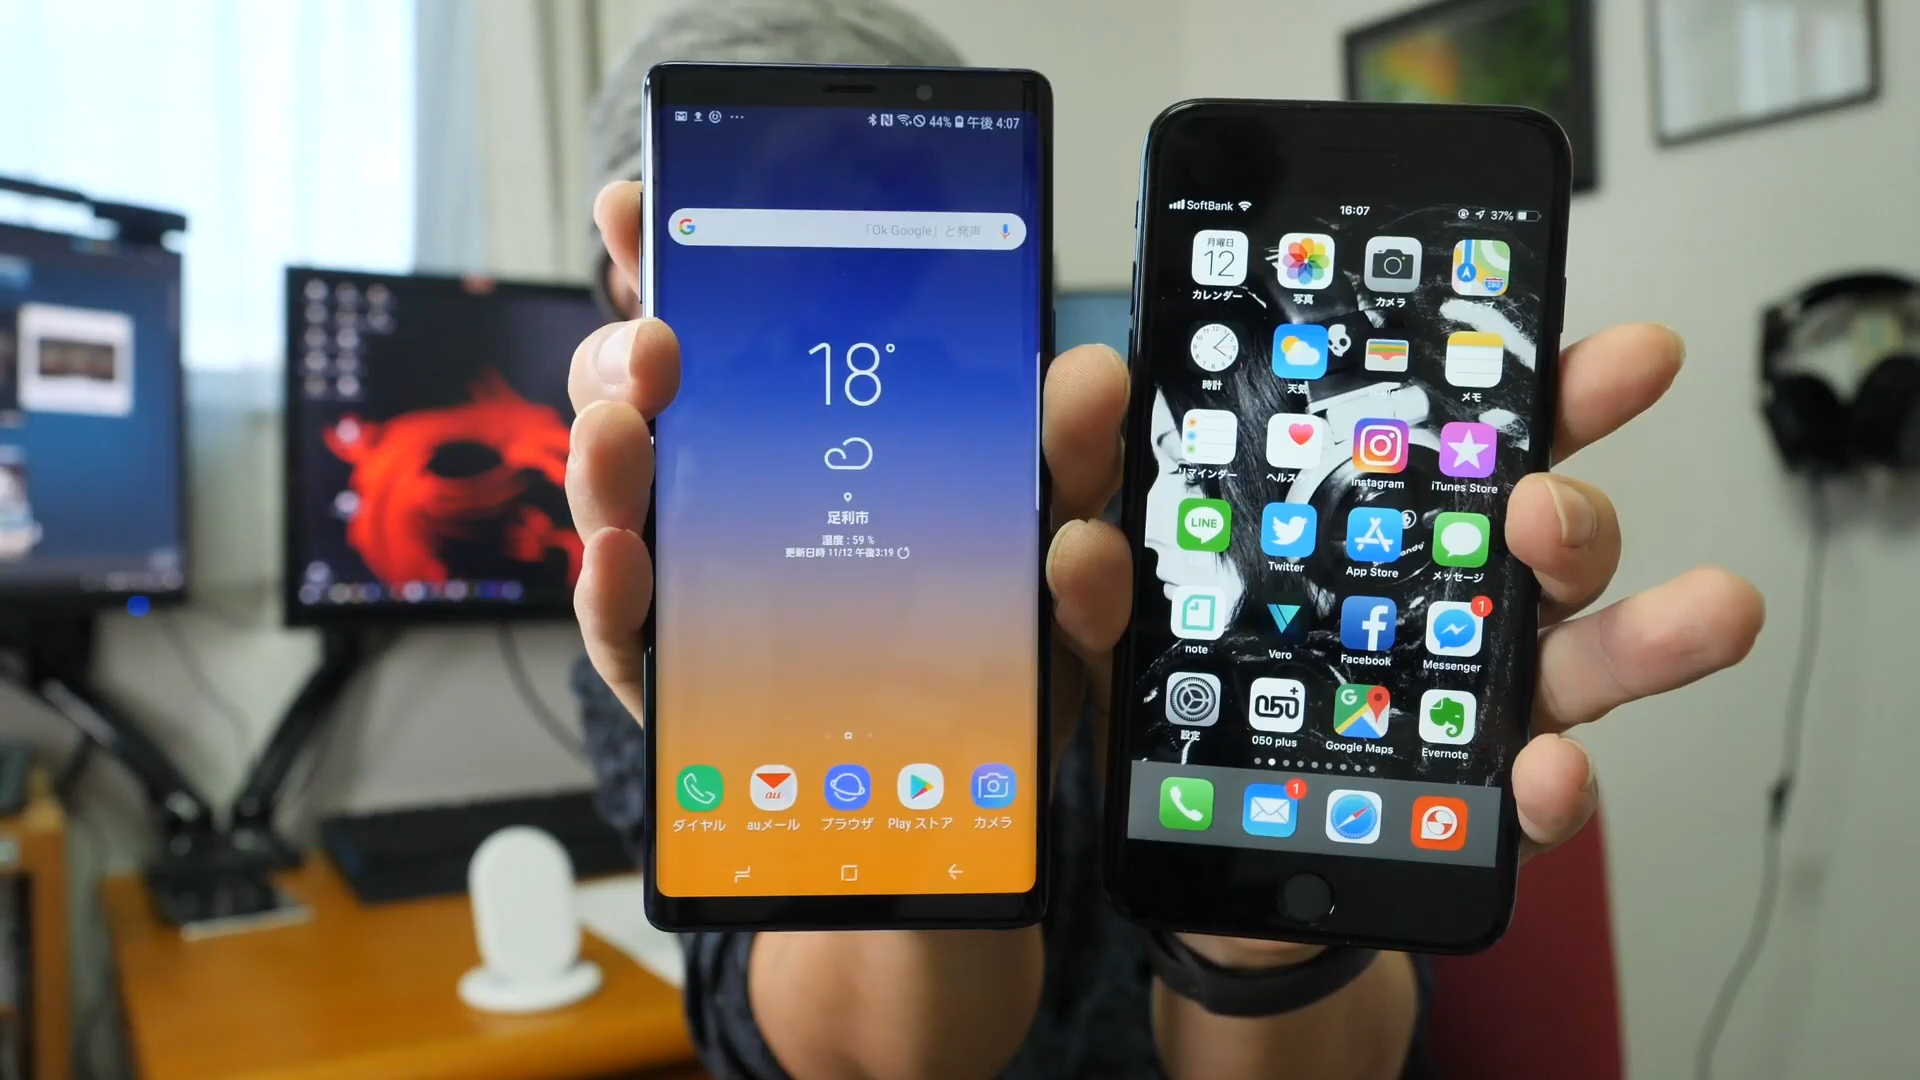 44% 午後 4:07
「Ok Google」と発声
18°
足利市
湿度 : 59 %
更新日時 11/12 午後3:19
ダイヤル
auメール
ブラウザ
Play ストア
カメラ
au
SoftBank
16:07
37%
月曜日
12
カレンダー
写真
カメラ
280
時計
天気
メモ
リマインダー
Instagram
iTunes Store
LINE
Twitter
App Store
メッセージ
note
Vero
Facebook
1
Messenger
設定
050
050 plus
Google Maps
Evernote
1